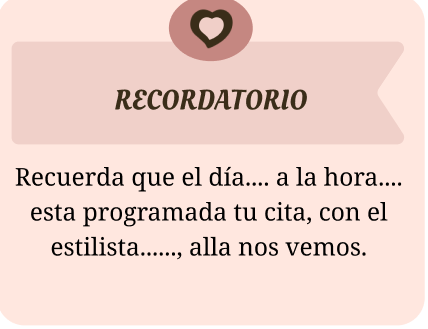 RECORDATORIO
Recuerda que el día.... a la hora....
esta programada tu cita, con el
estilista......, alla nos vemos.